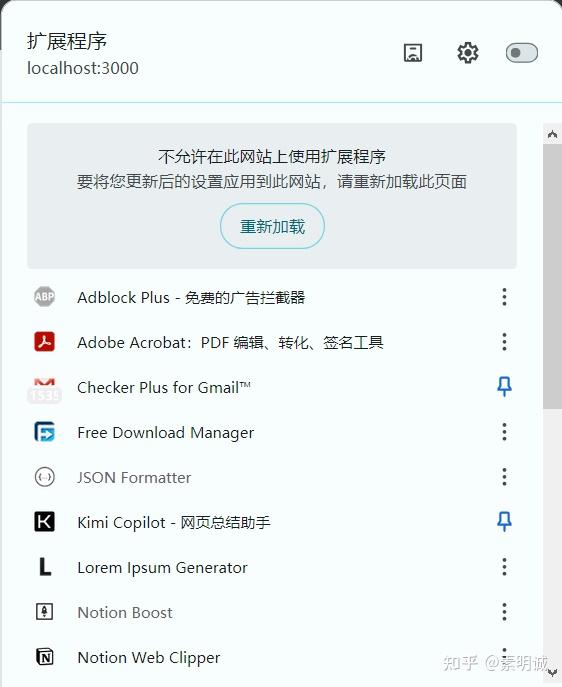 扩展程序
localhost:3000
不允许在此网站上使用扩展程序
要将您更新后的设置应用到此网站，请重新加载此页面
重新加载
ABP Adblock Plus - 免费的广告拦截器
Adobe Acrobat：PDF 编辑、转化、签名工具
Checker Plus for Gmail™
Free Download Manager
JSON Formatter
Kimi Copilot - 网页总结助手
Lorem Ipsum Generator
Notion Boost
Notion Web Clipper
知乎 @素明诚